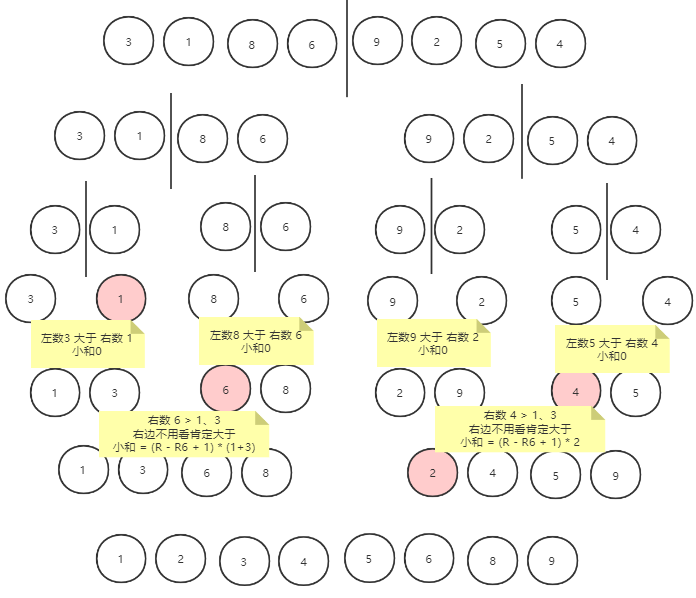 3 1 8 6 9 2 5 4
3 1 8 6 9 2 5 4
3 1 8 6 9 2 5 4
3 1 8 6 9 2 5 4
左数3 大于 右数 1
小和0
左数8 大于 右数 6
小和0
左数9 大于 右数 2
小和0
左数5 大于 右数 4
小和0
1 3 6 8 2 9 4 5
右数 6 > 1、3
右边不用看肯定大于
小和 = (R - R6 + 1) * (1+3)
右数 4 > 1、3
右边不用看肯定大于
小和 = (R - R6 + 1) * 2
1 3 6 8 2 4 5 9
1 2 3 4 5 6 8 9